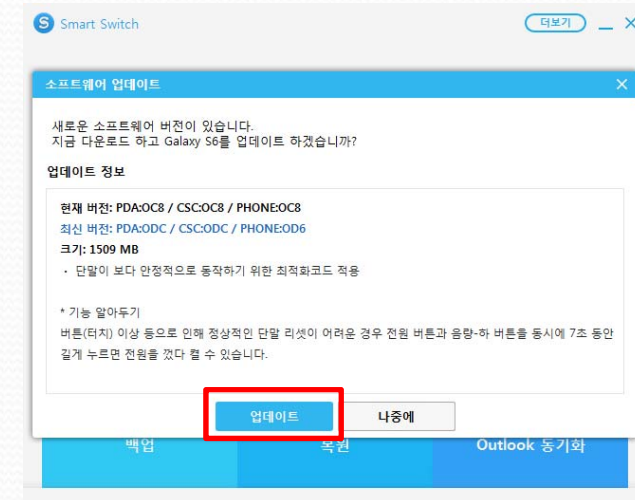 S Smart Switch
더보기
소프트웨어 업데이트
새로운 소프트웨어 버전이 있습니다.
지금 다운로드 하고 Galaxy S6를 업데이트 하겠습니까?
업데이트 정보
현재 버전: PDA:OC8 / CSC:OC8 / PHONE:OC8
최신 버전: PDA:ODC / CSC:ODC / PHONE:OD6
크기: 1509 MB
· 단말이 보다 안정적으로 동작하기 위한 최적화코드 적용
* 기능 알아두기
버튼(터치) 이상 등으로 인해 정상적인 단말 리셋이 어려운 경우 전원 버튼과 음량-하 버튼을 동시에 7초 동안
길게 누르면 전원을 껐다 켤 수 있습니다.
업데이트
나중에
백업
복원
Outlook 동기화